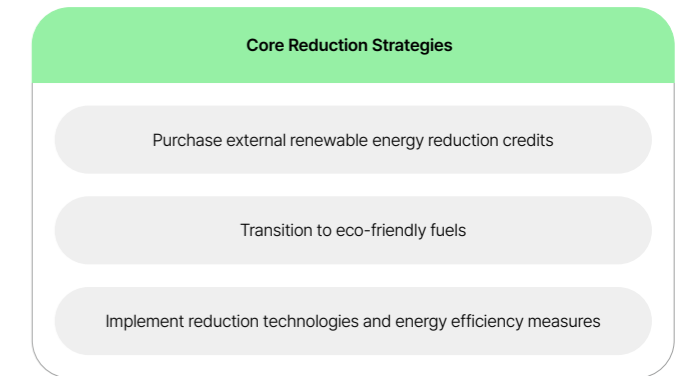 Core Reduction Strategies
Purchase external renewable energy reduction credits
Transition to eco-friendly fuels
Implement reduction technologies and energy efficiency measures